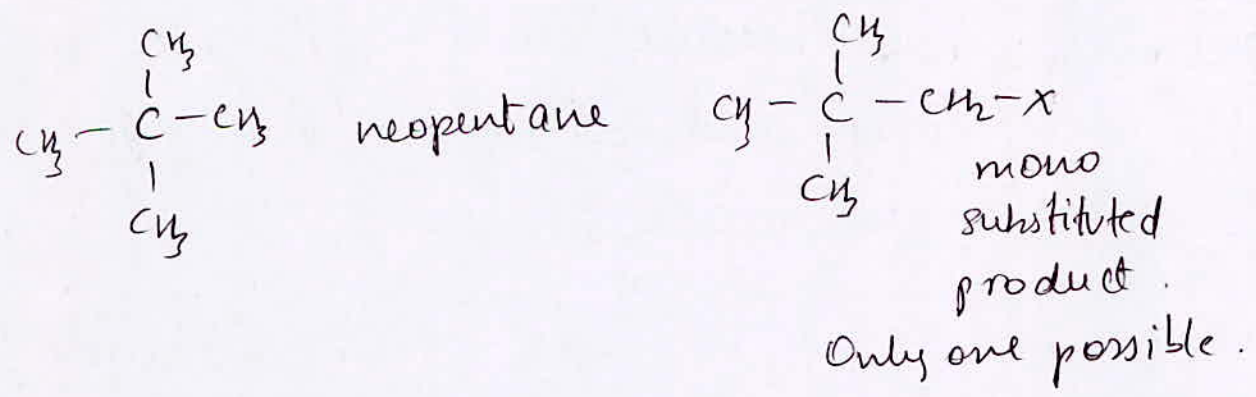 CH3
CH3 - C - CH3 neopentane
CH3
CH3
CH3 - C - CH2 - X
CH3
mono
substituted
product.
Only one possible.